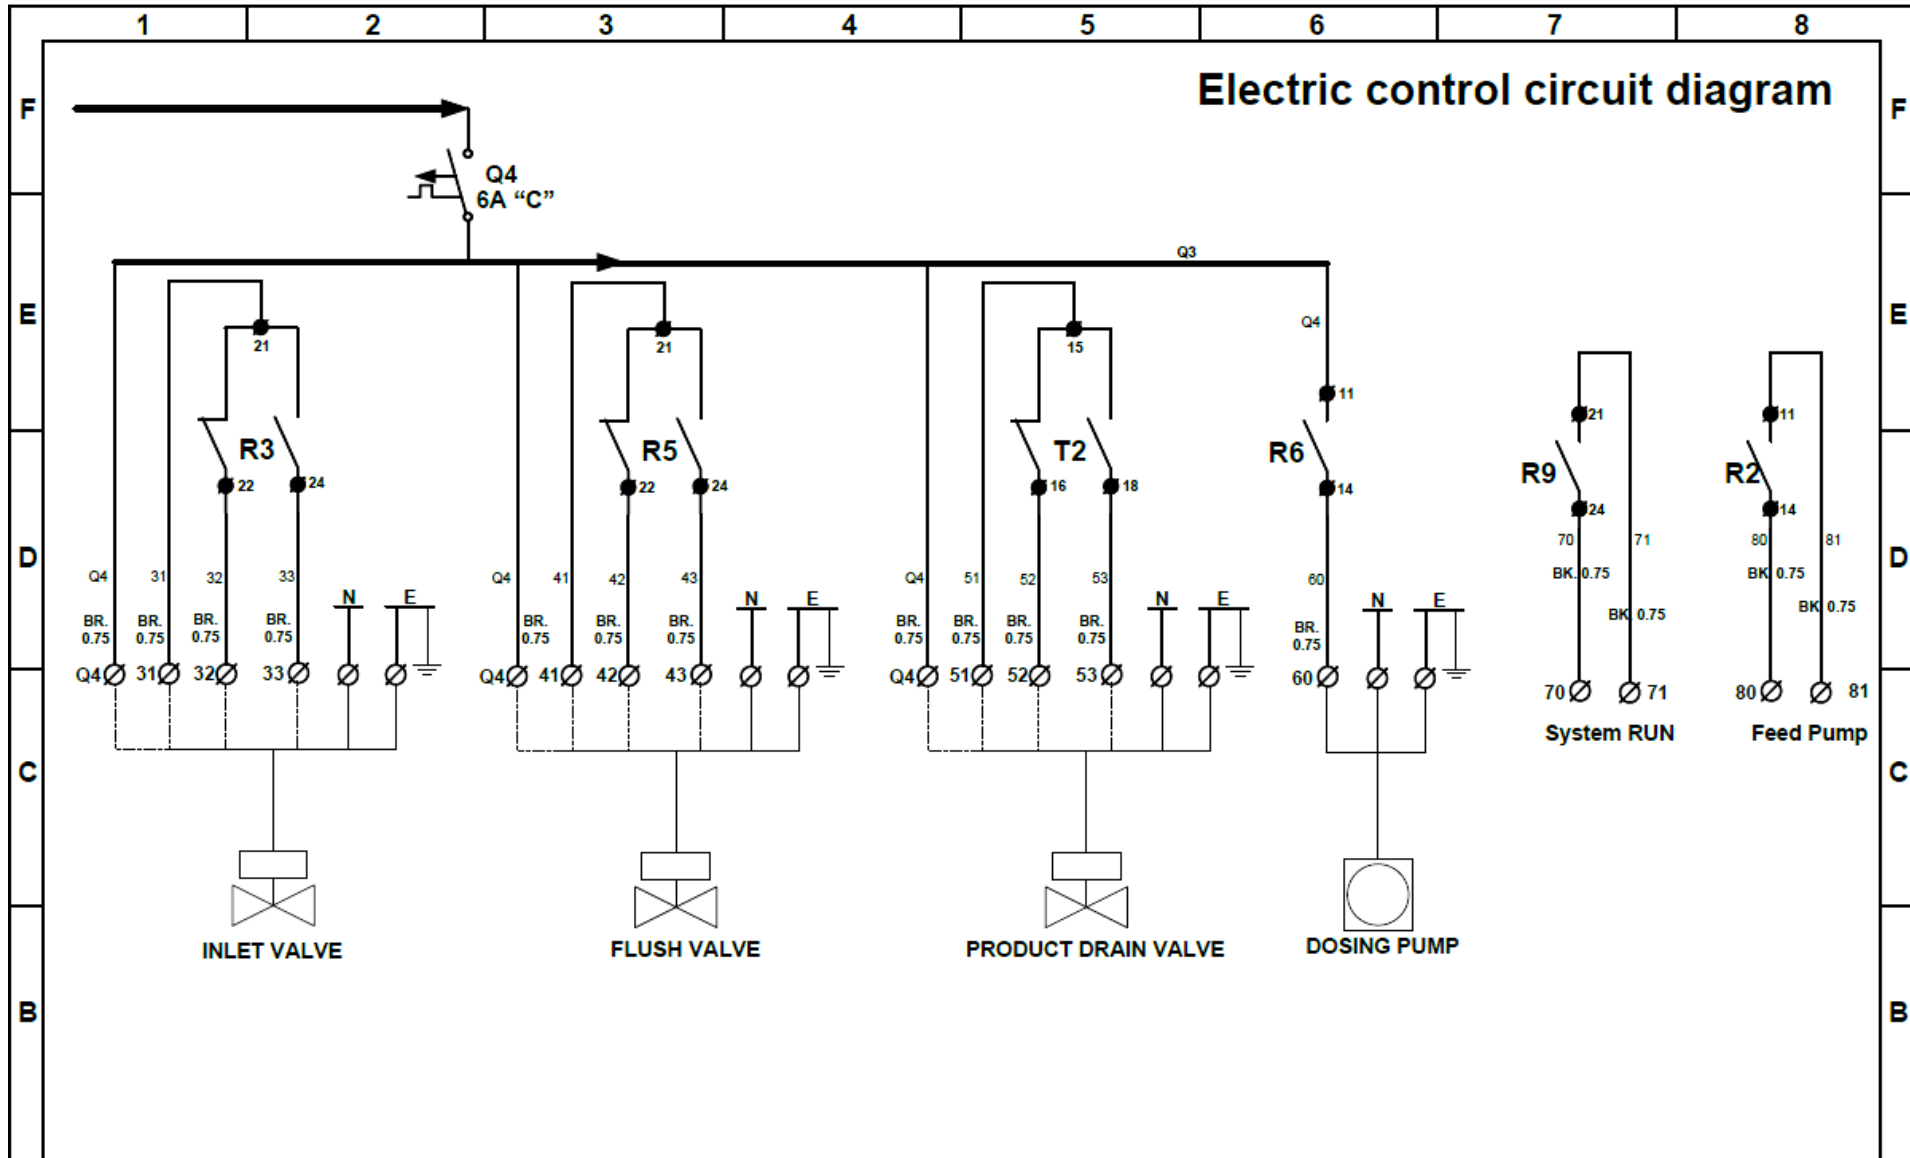 1 2 3 4 5 6 7 8
Electric control circuit diagram
F F
Q4
6A “C”
Q3
E E
Q4
21 21 15
11
21 11
R3 R5 T2 R6
R9 R2
22 24 22 24 16 18 14
24 14
70 71 80 81
D D
Q4 31 32 33 Q4 41 42 43 Q4 51 52 53 60
BK. 0.75 BK. 0.75
N E N E N E N E
BK. 0.75 BK. 0.75
BR. BR. BR. BR. BR. BR. BR. BR. BR. BR. BR. BR. BR.
0.75 0.75 0.75 0.75 0.75 0.75 0.75 0.75 0.75 0.75 0.75 0.75 0.75
Q4 31 32 33 Q4 41 42 43 Q4 51 52 53 60
70 71 80 81
System RUN Feed Pump
C C
INLET VALVE FLUSH VALVE PRODUCT DRAIN VALVE DOSING PUMP
B B